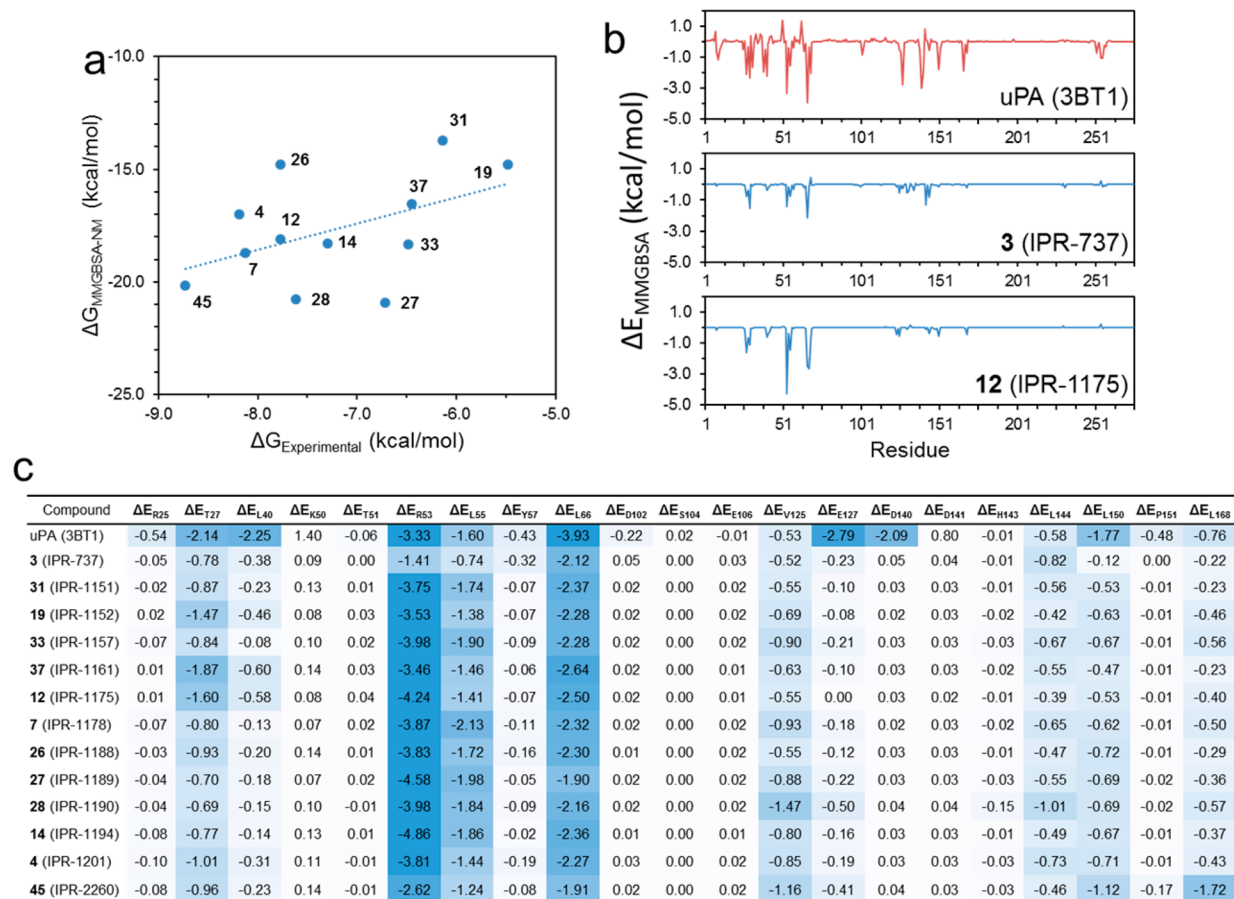 a
-10.0
-15.0
-20.0
-25.0
-9.0 -8.0 -7.0 -6.0 -5.0
ΔG_MMGBSA-NM (kcal/mol)
ΔG_Experimental (kcal/mol)
31
26
19
37
4
12
14
33
7
45
28
27
b
1.0
-1.0
-3.0
-5.0
1 51 101 151 201 251
uPA (3BT1)
1.0
-1.0
-3.0
-5.0
1 51 101 151 201 251
3 (IPR-737)
1.0
-1.0
-3.0
-5.0
1 51 101 151 201 251
12 (IPR-1175)
ΔE_MMGBSA (kcal/mol)
Residue
c
Compound ΔE_R25 ΔE_T27 ΔE_L40 ΔE_K50 ΔE_T51 ΔE_R53 ΔE_L55 ΔE_Y57 ΔE_L66 ΔE_D102 ΔE_S104 ΔE_E106 ΔE_V125 ΔE_E127 ΔE_D140 ΔE_D141 ΔE_H143 ΔE_L144 ΔE_L150 ΔE_P151 ΔE_L168
uPA (3BT1) -0.54 -2.14 -2.25 1.40 -0.06 -3.33 -1.60 -0.43 -3.93 -0.22 0.02 -0.01 -0.53 -2.79 -2.09 0.80 -0.01 -0.58 -1.77 -0.48 -0.76
3 (IPR-737) -0.05 -0.78 -0.38 0.09 0.00 -1.41 -0.74 -0.32 -2.12 0.05 0.00 0.03 -0.52 -0.23 0.05 0.04 -0.01 -0.82 -0.12 0.00 -0.22
31 (IPR-1151) -0.02 -0.87 -0.23 0.13 0.01 -3.75 -1.74 -0.07 -2.37 0.02 0.00 0.02 -0.55 -0.10 0.03 0.03 -0.01 -0.56 -0.53 -0.01 -0.23
19 (IPR-1152) 0.02 -1.47 -0.46 0.08 0.03 -3.53 -1.38 -0.07 -2.28 0.02 0.00 0.02 -0.69 -0.08 0.02 0.03 -0.02 -0.42 -0.63 -0.01 -0.46
33 (IPR-1157) -0.07 -0.84 -0.08 0.10 0.02 -3.98 -1.90 -0.09 -2.28 0.02 0.00 0.02 -0.90 -0.21 0.03 0.03 -0.03 -0.67 -0.67 -0.01 -0.56
37 (IPR-1161) 0.01 -1.87 -0.60 0.14 0.03 -3.46 -1.46 -0.06 -2.64 0.02 0.00 0.01 -0.63 -0.10 0.03 0.03 -0.02 -0.55 -0.47 -0.01 -0.23
12 (IPR-1175) 0.01 -1.60 -0.58 0.08 0.04 -4.24 -1.41 -0.07 -2.50 0.02 0.00 0.01 -0.55 0.00 0.03 0.02 -0.01 -0.39 -0.53 -0.01 -0.40
7 (IPR-1178) -0.07 -0.80 -0.13 0.07 0.02 -3.87 -2.13 -0.11 -2.32 0.02 0.00 0.02 -0.93 -0.18 0.02 0.03 -0.02 -0.65 -0.62 -0.01 -0.50
26 (IPR-1188) -0.03 -0.93 -0.20 0.14 0.01 -3.83 -1.72 -0.16 -2.30 0.01 0.00 0.02 -0.55 -0.12 0.03 0.03 -0.02 -0.47 -0.72 -0.01 -0.29
27 (IPR-1189) -0.04 -0.70 -0.18 0.07 0.02 -4.58 -1.98 -0.05 -1.90 0.02 0.00 0.02 -0.88 -0.22 0.03 0.03 -0.03 -0.55 -0.69 -0.02 -0.36
28 (IPR-1190) -0.04 -0.69 -0.15 0.10 -0.01 -3.98 -1.84 -0.09 -2.16 0.02 0.00 0.02 -1.47 -0.50 0.04 0.04 -0.15 -1.01 -0.69 -0.02 -0.57
14 (IPR-1194) -0.08 -0.77 -0.14 0.13 0.01 -4.86 -1.86 -0.02 -2.36 0.01 0.00 0.01 -0.80 -0.16 0.03 0.03 -0.02 -0.49 -0.67 -0.01 -0.37
4 (IPR-1201) -0.10 -1.01 -0.31 0.11 -0.01 -3.81 -1.44 -0.19 -2.27 0.03 0.00 0.02 -0.85 -0.19 0.03 0.03 -0.02 -0.73 -0.71 -0.01 -0.43
45 (IPR-2260) -0.08 -0.96 -0.23 0.14 -0.01 -2.62 -1.24 -0.08 -1.91 0.02 0.00 0.02 -1.16 -0.41 0.04 0.03 -0.03 -0.46 -1.12 -0.17 -1.72